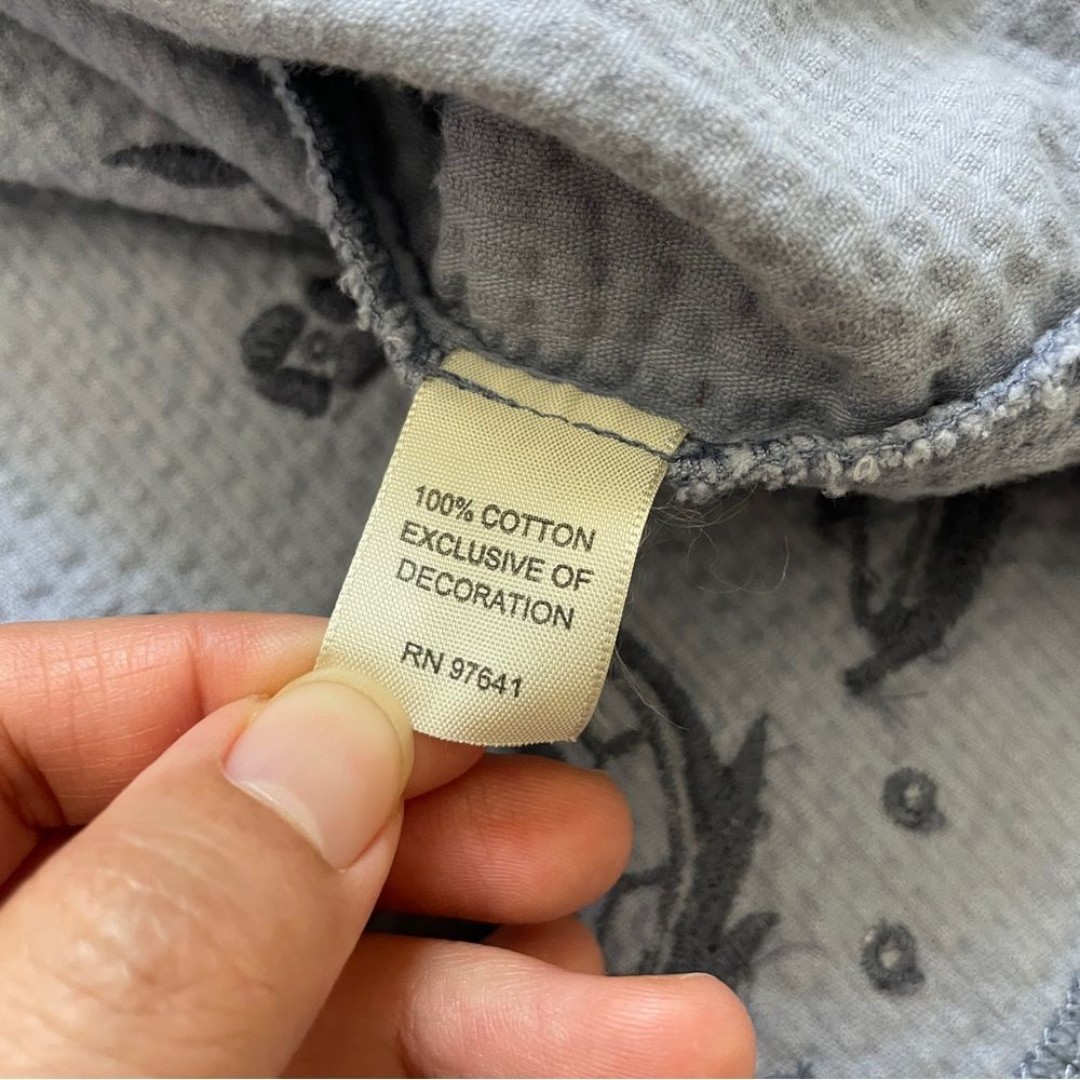 100% COTTON
EXCLUSIVE OF
DECORATION
RN 97641